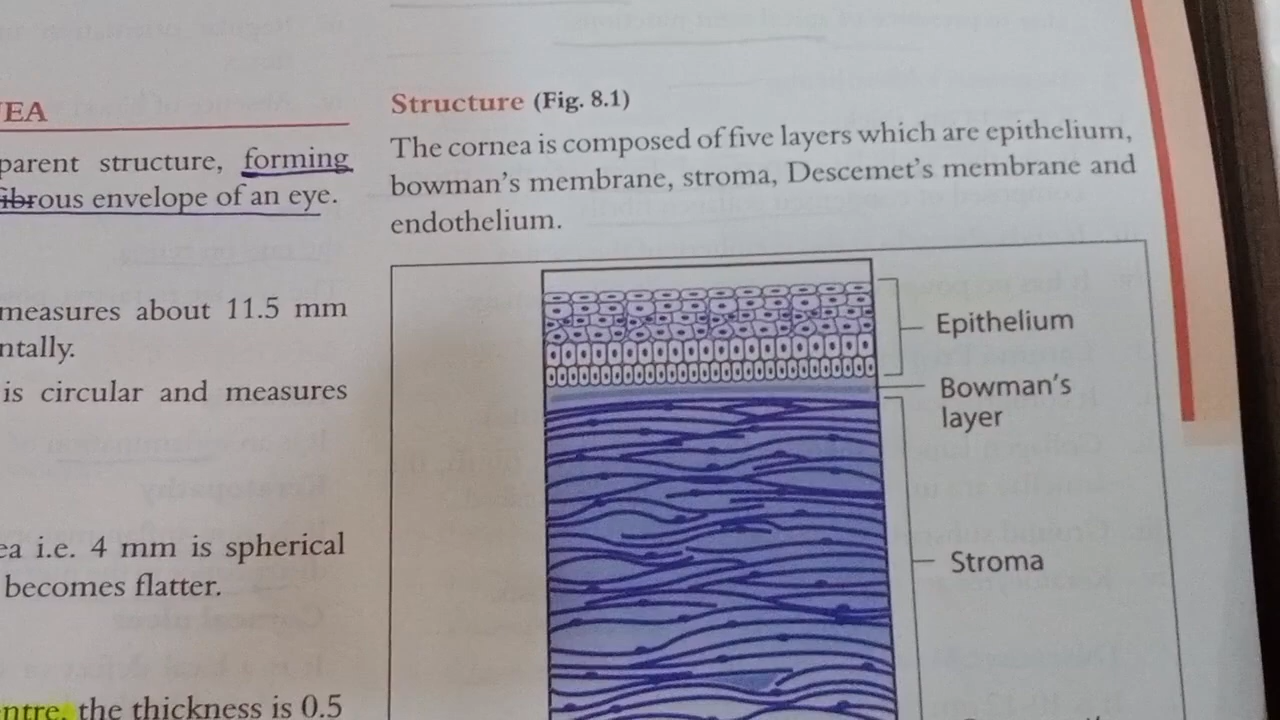 EA
parent structure, forming
ibrous envelope of an eye.
measures about 11.5 mm
ntally.
is circular and measures
ea i.e. 4 mm is spherical
becomes flatter.
ntre, the thickness is 0.5
Structure (Fig. 8.1)
The cornea is composed of five layers which are epithelium,
bowman's membrane, stroma, Descemet's membrane and
endothelium.
Epithelium
Bowman's
layer
Stroma